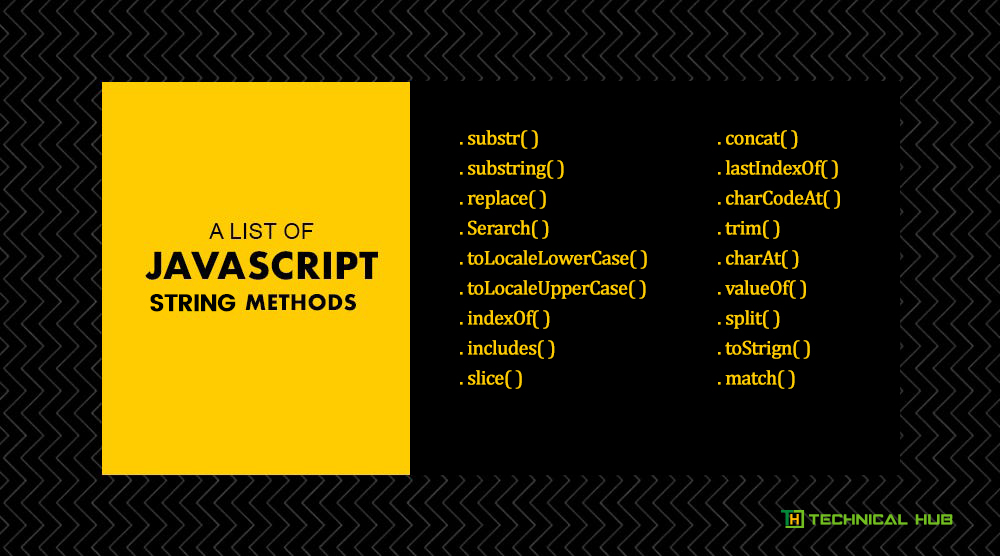 A LIST OF
JAVASCRIPT
STRING METHODS
. substr( )
. substring( )
. replace( )
. Serarch( )
. toLocaleLowerCase( )
. toLocaleUpperCase( )
. indexOf( )
. includes( )
. slice( )
. concat( )
. lastIndexOf( )
. charCodeAt( )
. trim( )
. charAt( )
. valueOf( )
. split( )
. toStrign( )
. match( )
TH TECHNICAL HUB